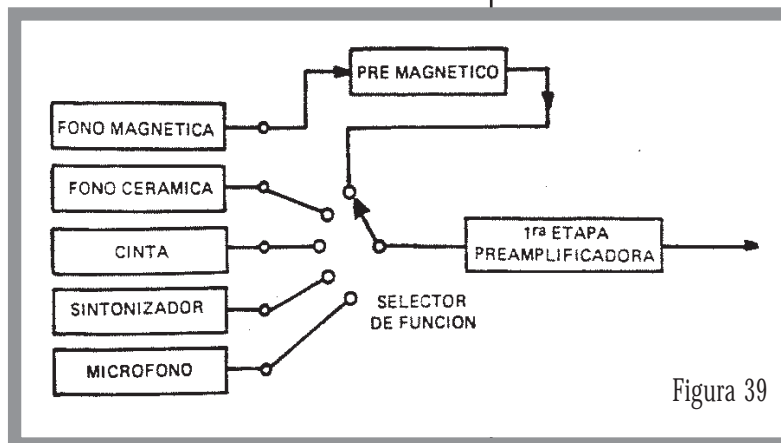 PRE MAGNETICO
FONO MAGNETICA
FONO CERAMICA
CINTA
SINTONIZADOR
MICROFONO
SELECTOR
DE FUNCION
1ra ETAPA
PREAMPLIFICADORA
Figura 39